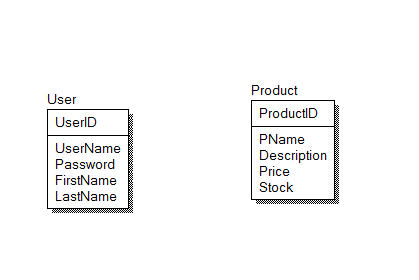 User
UserID
UserName
Password
FirstName
LastName
Product
ProductID
PName
Description
Price
Stock